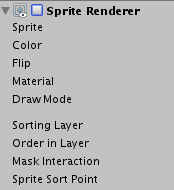 Sprite Renderer
Sprite
Color
Flip
Material
Draw Mode
Sorting Layer
Order in Layer
Mask Interaction
Sprite Sort Point